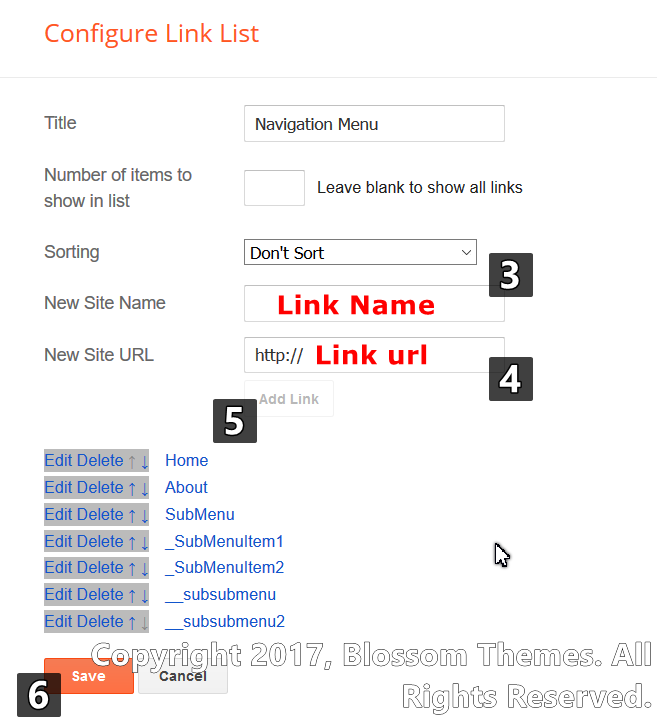 Configure Link List
Title
Navigation Menu
Number of items to
show in list
Leave blank to show all links
Sorting
Don't Sort
3
New Site Name
Link Name
New Site URL
http:// Link url
4
Add Link
5
Edit Delete ↑ ↓ Home
Edit Delete ↑ ↓ About
Edit Delete ↑ ↓ SubMenu
Edit Delete ↑ ↓ _SubMenuItem1
Edit Delete ↑ ↓ _SubMenuItem2
Edit Delete ↑ ↓ __subsubmenu
Edit Delete ↑ ↓ __subsubmenu2
Copyright 2017, Blossom Themes. All
Rights Reserved.
6
Save
Cancel